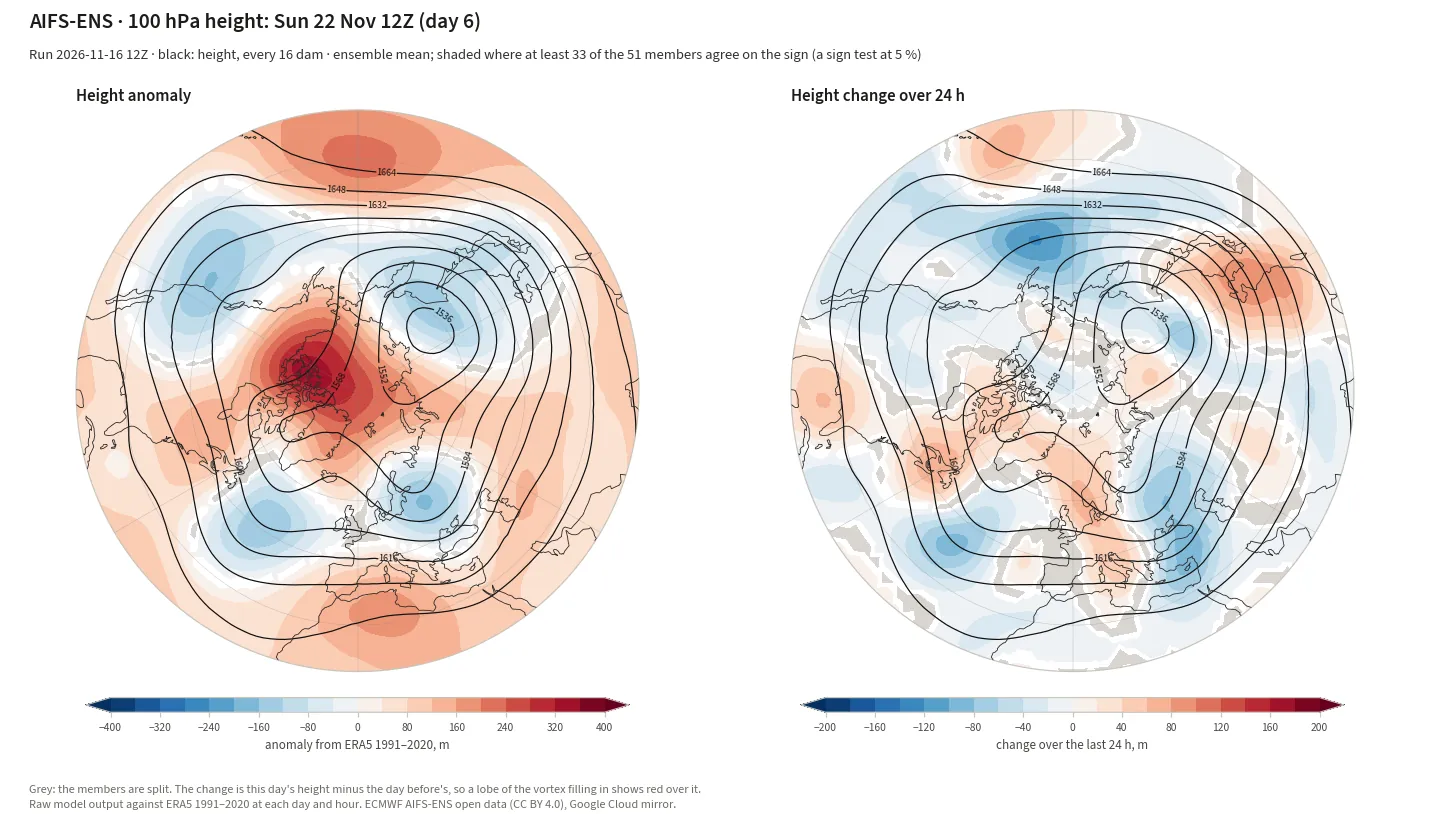 AIFS-ENS · 100 hPa height: Sun 22 Nov 12Z (day 6)
Run 2026-11-16 12Z · black: height, every 16 dam · ensemble mean; shaded where at least 33 of the 51 members agree on the sign (a sign test at 5 %)
Height anomaly
Height change over 24 h
1664
1648
1632
1536
1552
1568
1584
1616
1664
1648
1632
1536
1552
1568
1584
1616
−400 −320 −240 −160 −80 0 80 160 240 320 400
anomaly from ERA5 1991–2020, m
−200 −160 −120 −80 −40 0 40 80 120 160 200
change over the last 24 h, m
Grey: the members are split. The change is this day's height minus the day before's, so a lobe of the vortex filling in shows red over it.
Raw model output against ERA5 1991–2020 at each day and hour. ECMWF AIFS-ENS open data (CC BY 4.0), Google Cloud mirror.